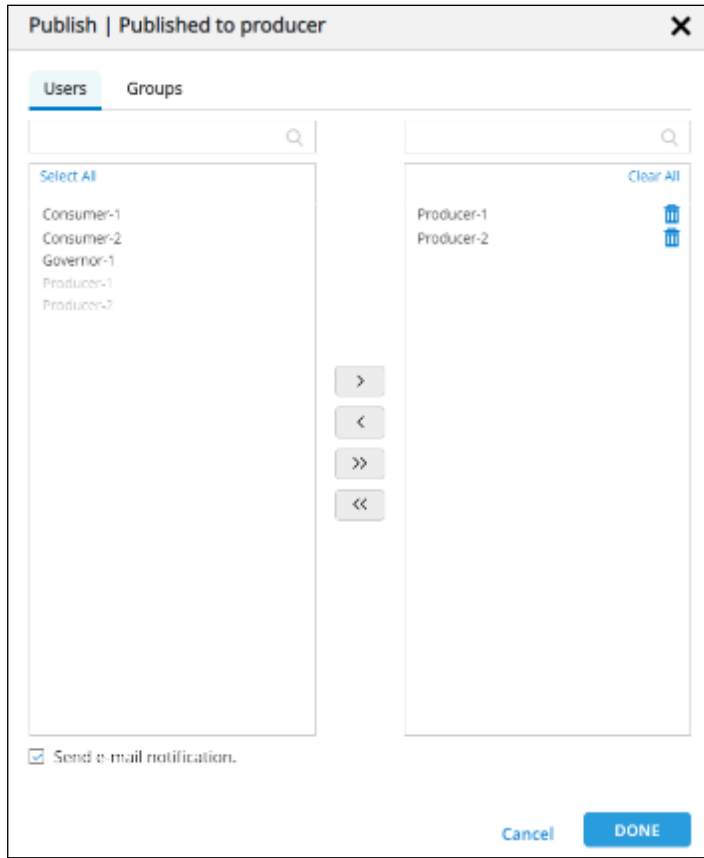 Publish | Published to producer
Users Groups
Select All
Clear All
Consumer-1
Consumer-2
Governor-1
Producer-1
Producer-2
Producer-1
Producer-2
>
<
>>
<<
Send e-mail notification.
Cancel DONE